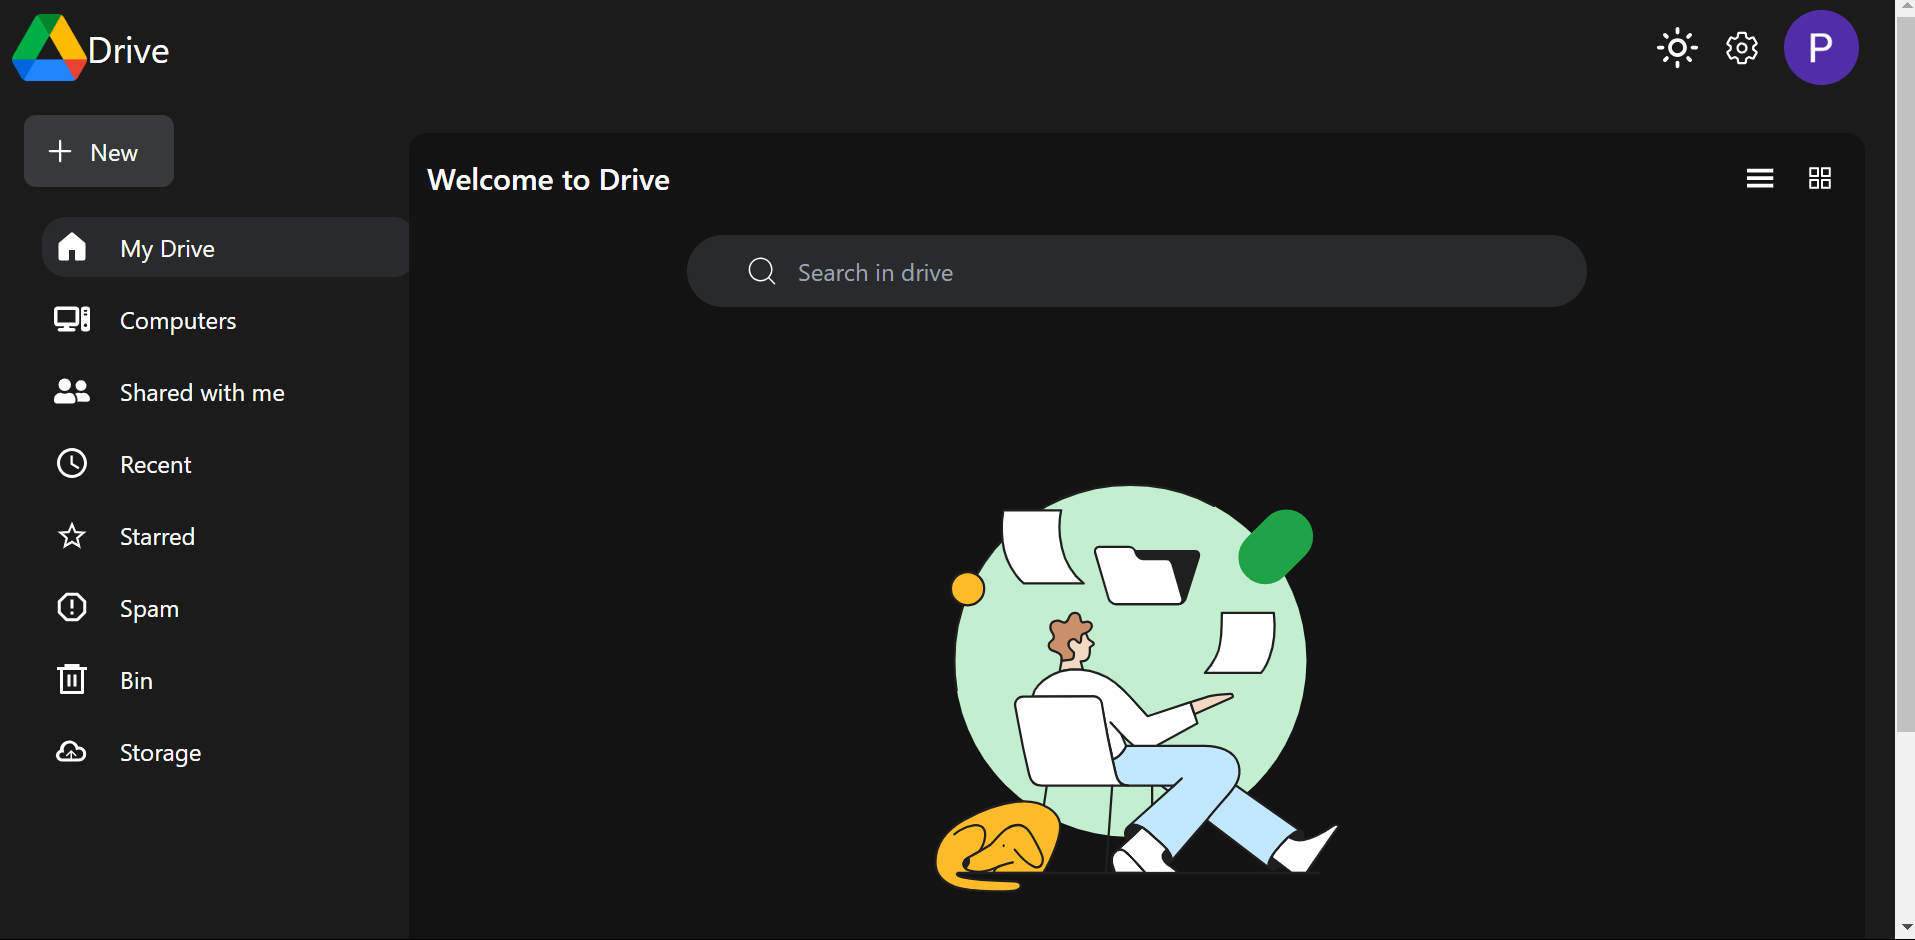 Drive
P
New
Welcome to Drive
Search in drive
My Drive
Computers
Shared with me
Recent
Starred
Spam
Bin
Storage